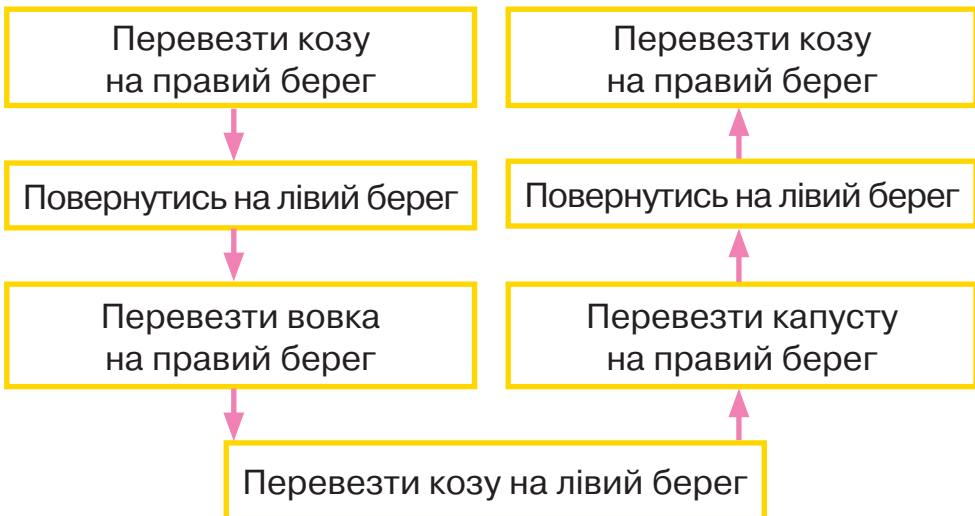 Перевезти козу
на правий берег
Повернутись на лівий берег
Перевезти вовка
на правий берег
Перевезти козу на лівий берег
Перевезти капусту
на правий берег
Повернутись на лівий берег
Перевезти козу
на правий берег